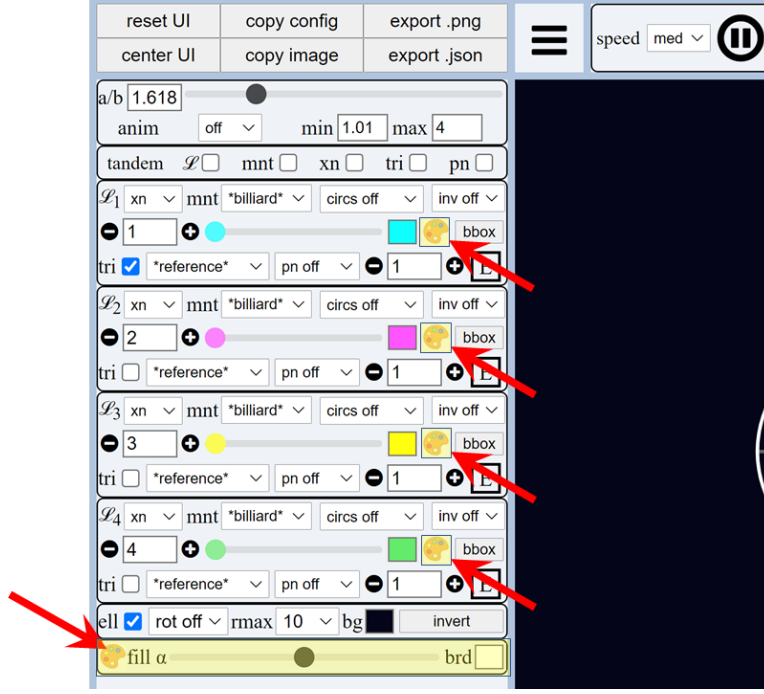 reset UI copy config export .png
center UI copy image export .json
speed med
a/b 1.618
anim off min 1.01 max 4
tandem ℒ mnt xn tri pn
ℒ1 xn mnt *billiard* circs off inv off
1 bbox
tri *reference* pn off 1 E
ℒ2 xn mnt *billiard* circs off inv off
2 bbox
tri *reference* pn off 1 E
ℒ3 xn mnt *billiard* circs off inv off
3 bbox
tri *reference* pn off 1 E
ℒ4 xn mnt *billiard* circs off inv off
4 bbox
tri *reference* pn off 1 E
ell rot off rmax 10 bg invert
fill α brd